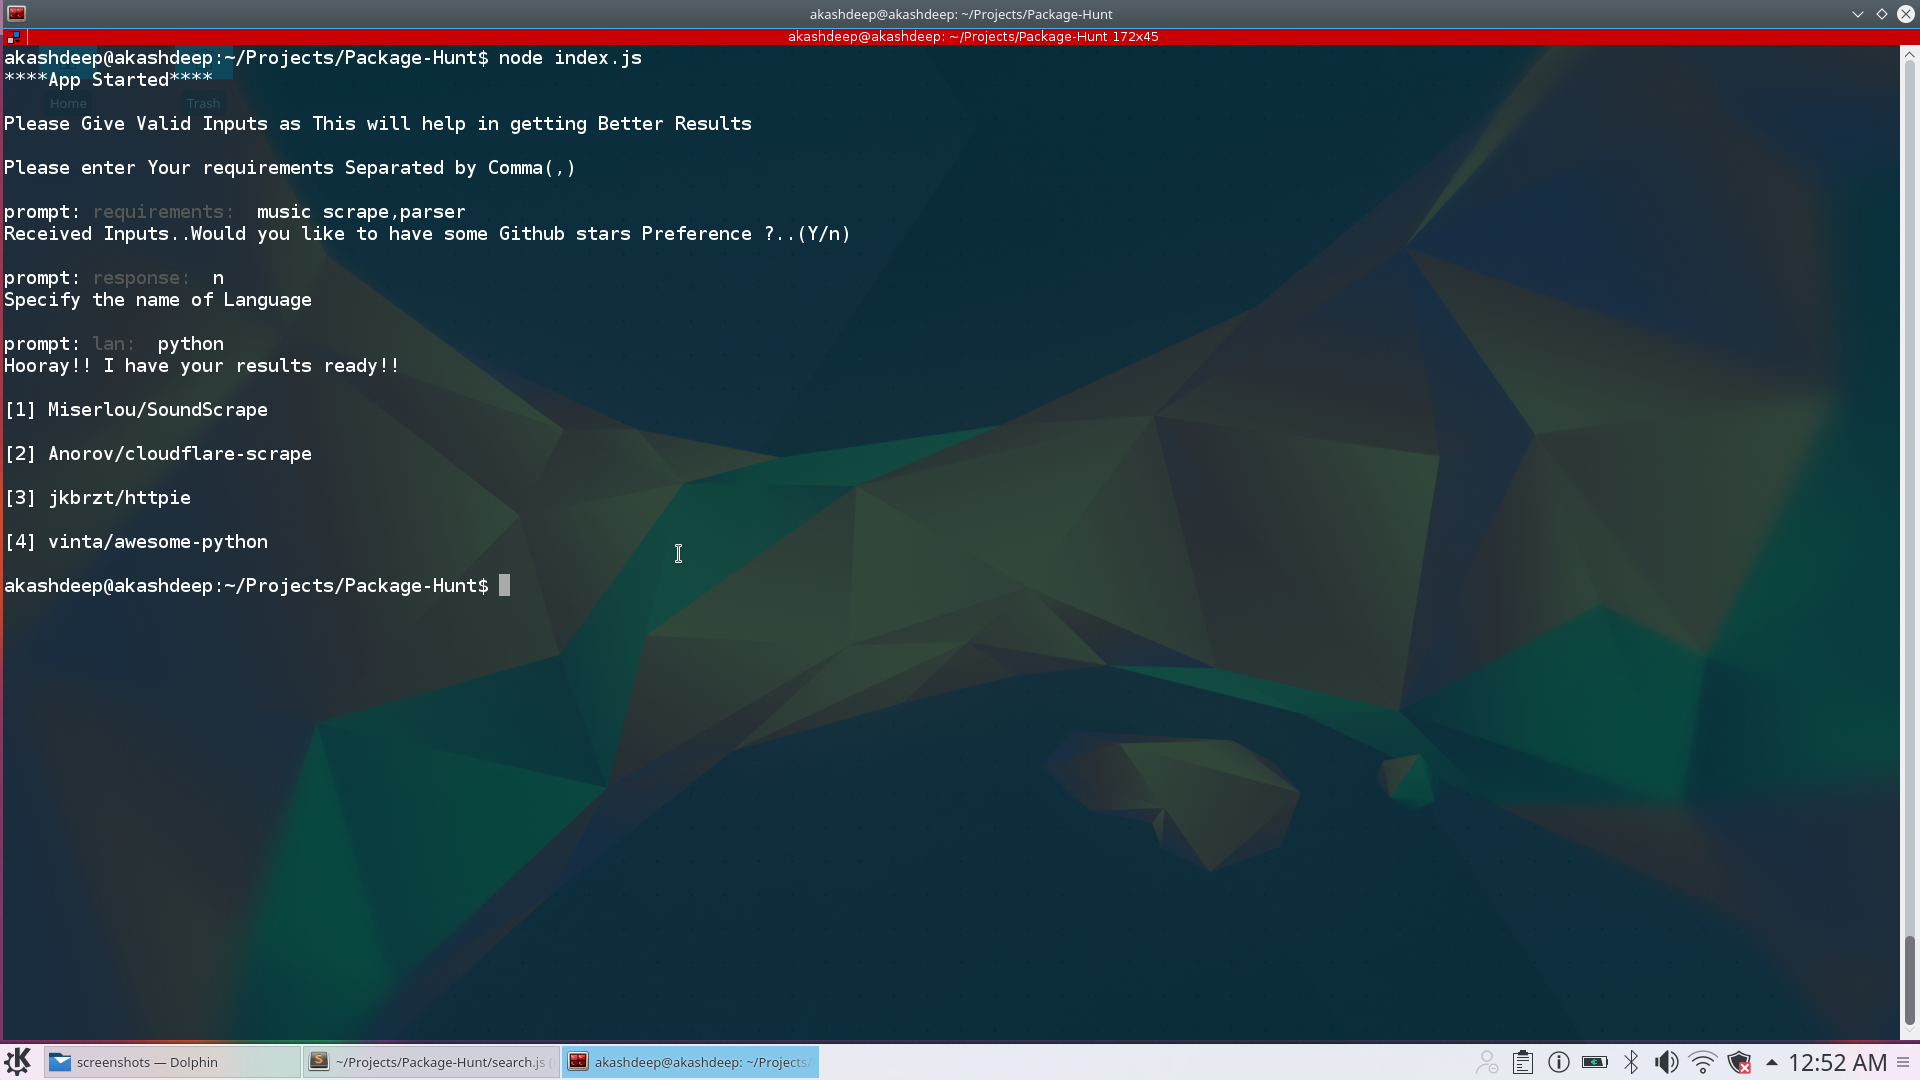 akashdeep@akashdeep: ~/Projects/Package-Hunt
akashdeep@akashdeep: ~/Projects/Package-Hunt 172x45
akashdeep@akashdeep:~/Projects/Package-Hunt$ node index.js
****App Started****
Home
Trash
Please Give Valid Inputs as This will help in getting Better Results
Please enter Your requirements Separated by Comma(,)
prompt: requirements:  music scrape,parser
Received Inputs..Would you like to have some Github stars Preference ?..(Y/n)
prompt: response:  n
Specify the name of Language
prompt: lan:  python
Hooray!! I have your results ready!!
[1] Miserlou/SoundScrape
[2] Anorov/cloudflare-scrape
[3] jkbrzt/httpie
[4] vinta/awesome-python
akashdeep@akashdeep:~/Projects/Package-Hunt$
screenshots — Dolphin
~/Projects/Package-Hunt/search.js (
akashdeep@akashdeep: ~/Projects/
12:52 AM